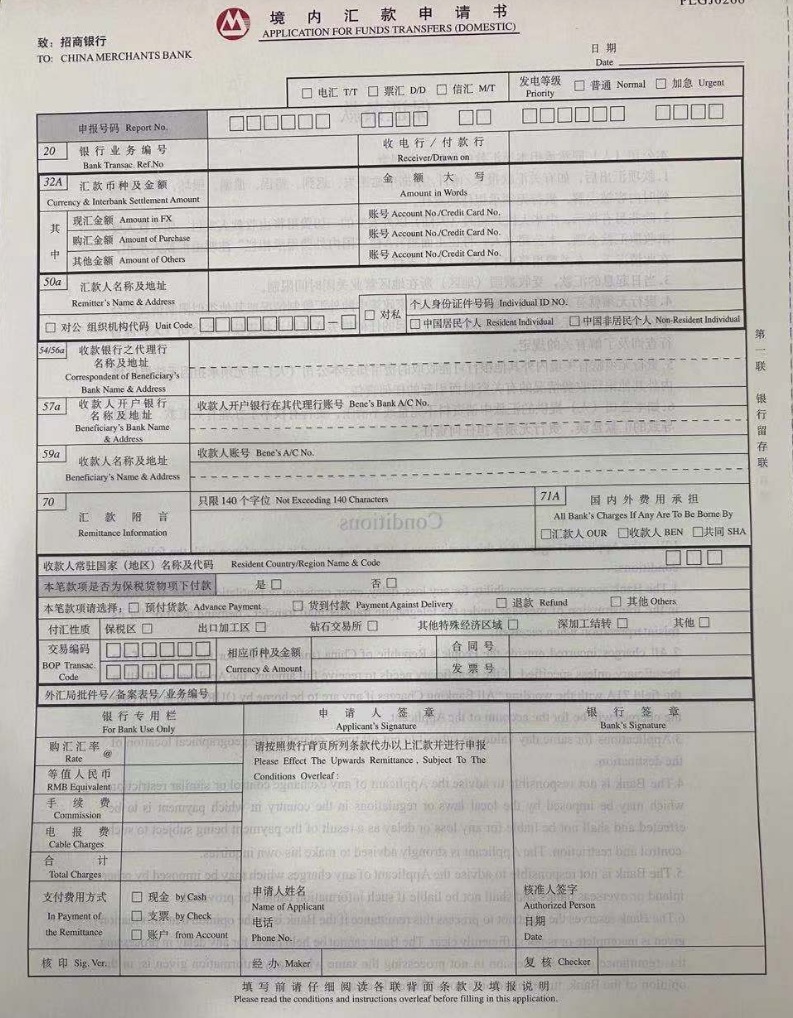 境内汇款申请书
APPLICATION FOR FUNDS TRANSFERS (DOMESTIC)
致：招商银行
TO: CHINA MERCHANTS BANK
日期
Date
□ 电汇 T/T □ 票汇 D/D □ 信汇 M/T
发电等级 □ 普通 Normal □ 加急 Urgent
Priority
申报号码 Report No.
20 银行业务编号
Bank Transac. Ref.No
收电行/付款行
Receiver/Drawn on
32A 汇款币种及金额
Currency & Interbank Settlement Amount
金额大写
Amount in Words
其中
现汇金额 Amount in FX
账号 Account No./Credit Card No.
购汇金额 Amount of Purchase
账号 Account No./Credit Card No.
其他金额 Amount of Others
账号 Account No./Credit Card No.
50a 汇款人名称及地址
Remitter's Name & Address
□ 对公 组织机构代码 Unit Code □□□□□□□□—□
□ 对私
个人身份证件号码 Individual ID NO.
□ 中国居民个人 Resident Individual □ 中国非居民个人 Non-Resident Individual
54/56a 收款银行之代理行
名称及地址
Correspondent of Beneficiary's
Bank Name & Address
57a 收款人开户银行
名称及地址
Beneficiary's Bank Name
& Address
收款人开户银行在其代理行账号 Bene's Bank A/C No.
59a 收款人名称及地址
Beneficiary's Name & Address
收款人账号 Bene's A/C No.
70 汇款附言
Remittance Information
只限 140 个字位 Not Exceeding 140 Characters
71A 国内外费用承担
All Bank's Charges If Any Are To Be Borne By
□汇款人 OUR □收款人 BEN □共同 SHA
收款人常驻国家（地区）名称及代码 Resident Country/Region Name & Code □□□
本笔款项是否为保税货物项下付款 是 □ 否 □
本笔款项请选择：□ 预付货款 Advance Payment □ 货到付款 Payment Against Delivery □ 退款 Refund □ 其他 Others
付汇性质 保税区 □ 出口加工区 □ 钻石交易所 □ 其他特殊经济区域 □ 深加工结转 □ 其他 □
交易编码
BOP Transac.
Code
□□□□□□
□□□□□□
相应币种及金额
Currency & Amount
合同号
发票号
外汇局批件号/备案表号/业务编号
银行专用栏
For Bank Use Only
申请人签章
Applicant's Signature
银行签章
Bank's Signature
购汇汇率 @
Rate
等值人民币
RMB Equivalent
手续费
Commission
电报费
Cable Charges
合计
Total Charges
支付费用方式
In Payment of
the Remittance
□ 现金 by Cash
□ 支票 by Check
□ 账户 from Account
核印 Sig. Ver.
请按照贵行背页所列条款代办以上汇款并进行申报
Please Effect The Upwards Remittance, Subject To The
Conditions Overleaf:
申请人姓名
Name of Applicant
电话
Phone No.
经办 Maker
核准人签字
Authorized Person
日期
Date
复核 Checker
第一联 银行留存联
填写前请仔细阅读各联背面条款及填报说明
Please read the conditions and instructions overleaf before filling in this application.